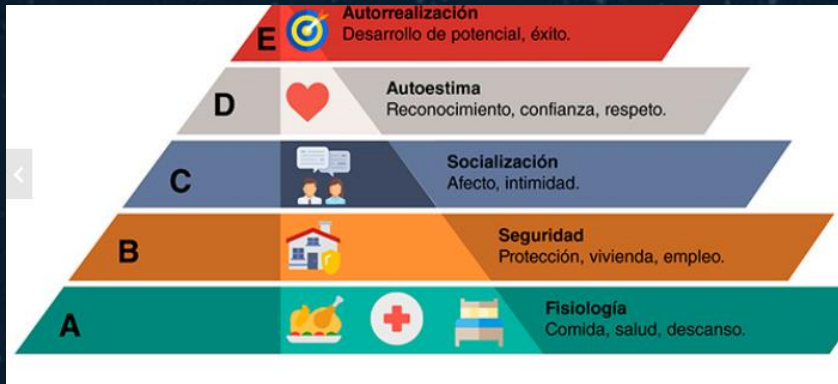 E
Autorrealización
Desarrollo de potencial, éxito.
D
Autoestima
Reconocimiento, confianza, respeto.
C
Socialización
Afecto, intimidad.
B
Seguridad
Protección, vivienda, empleo.
A
Fisiología
Comida, salud, descanso.